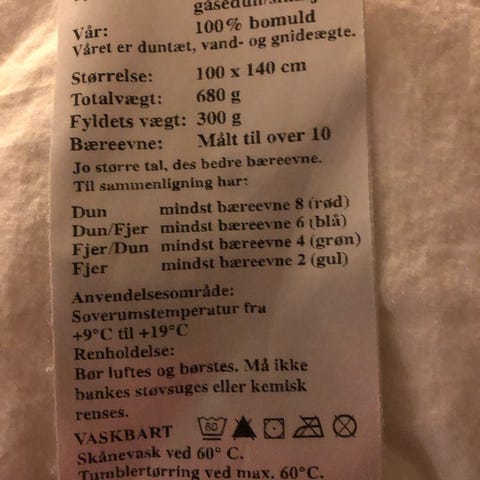 Vår: 100% bomuld
Våret er duntæt, vand- og gnideægte.
Størrelse: 100 x 140 cm
Totalvægt: 680 g
Fyldets vægt: 300 g
Bæreevne: Målt til over 10
Jo større tal, des bedre bæreevne.
Til sammenligning har:
Dun mindst bæreevne 8 (rød)
Dun/Fjer mindst bæreevne 6 (blå)
Fjer/Dun mindst bæreevne 4 (grøn)
Fjer mindst bæreevne 2 (gul)
Anvendelsesområde:
Soverumstemperatur fra
+9°C til +19°C
Renholdelse:
Bør luftes og børstes. Må ikke
bankes støvsuges eller kemisk
renses.
VASKBART 60
Skånevask ved 60° C.
Tumblertørring ved max. 60°C.